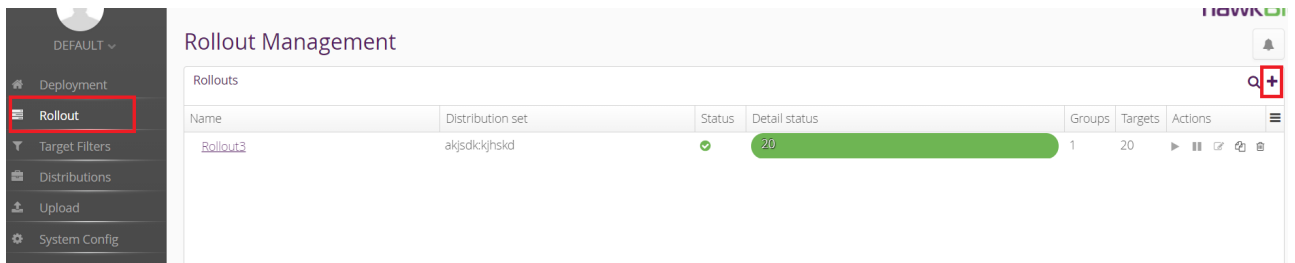 DEFAULT
Rollout Management
Deployment
Rollouts
Rollout
Name Distribution set Status Detail status Groups Targets Actions
Target Filters
Rollout3 akjsdk:kjhskd 20 1 20
Distributions
Upload
System Config